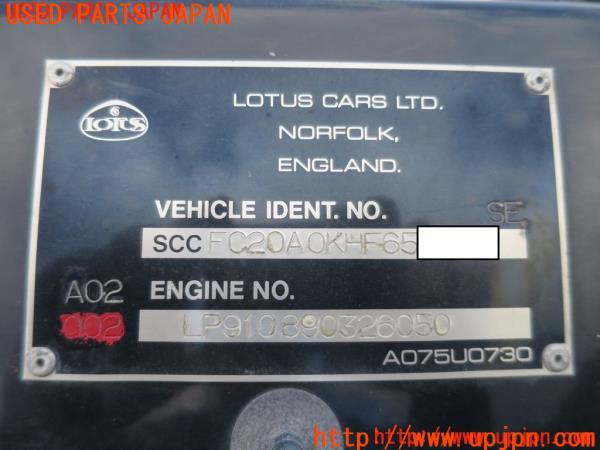 USED PARTS JAPAN
LOTUS
LOTUS CARS LTD.
NORFOLK,
ENGLAND.
VEHICLE IDENT. NO. SE
SCC FC20A0KHF65
A02 ENGINE NO.
002 LP910890326050
A075U0730
http://www.upjpn.com/